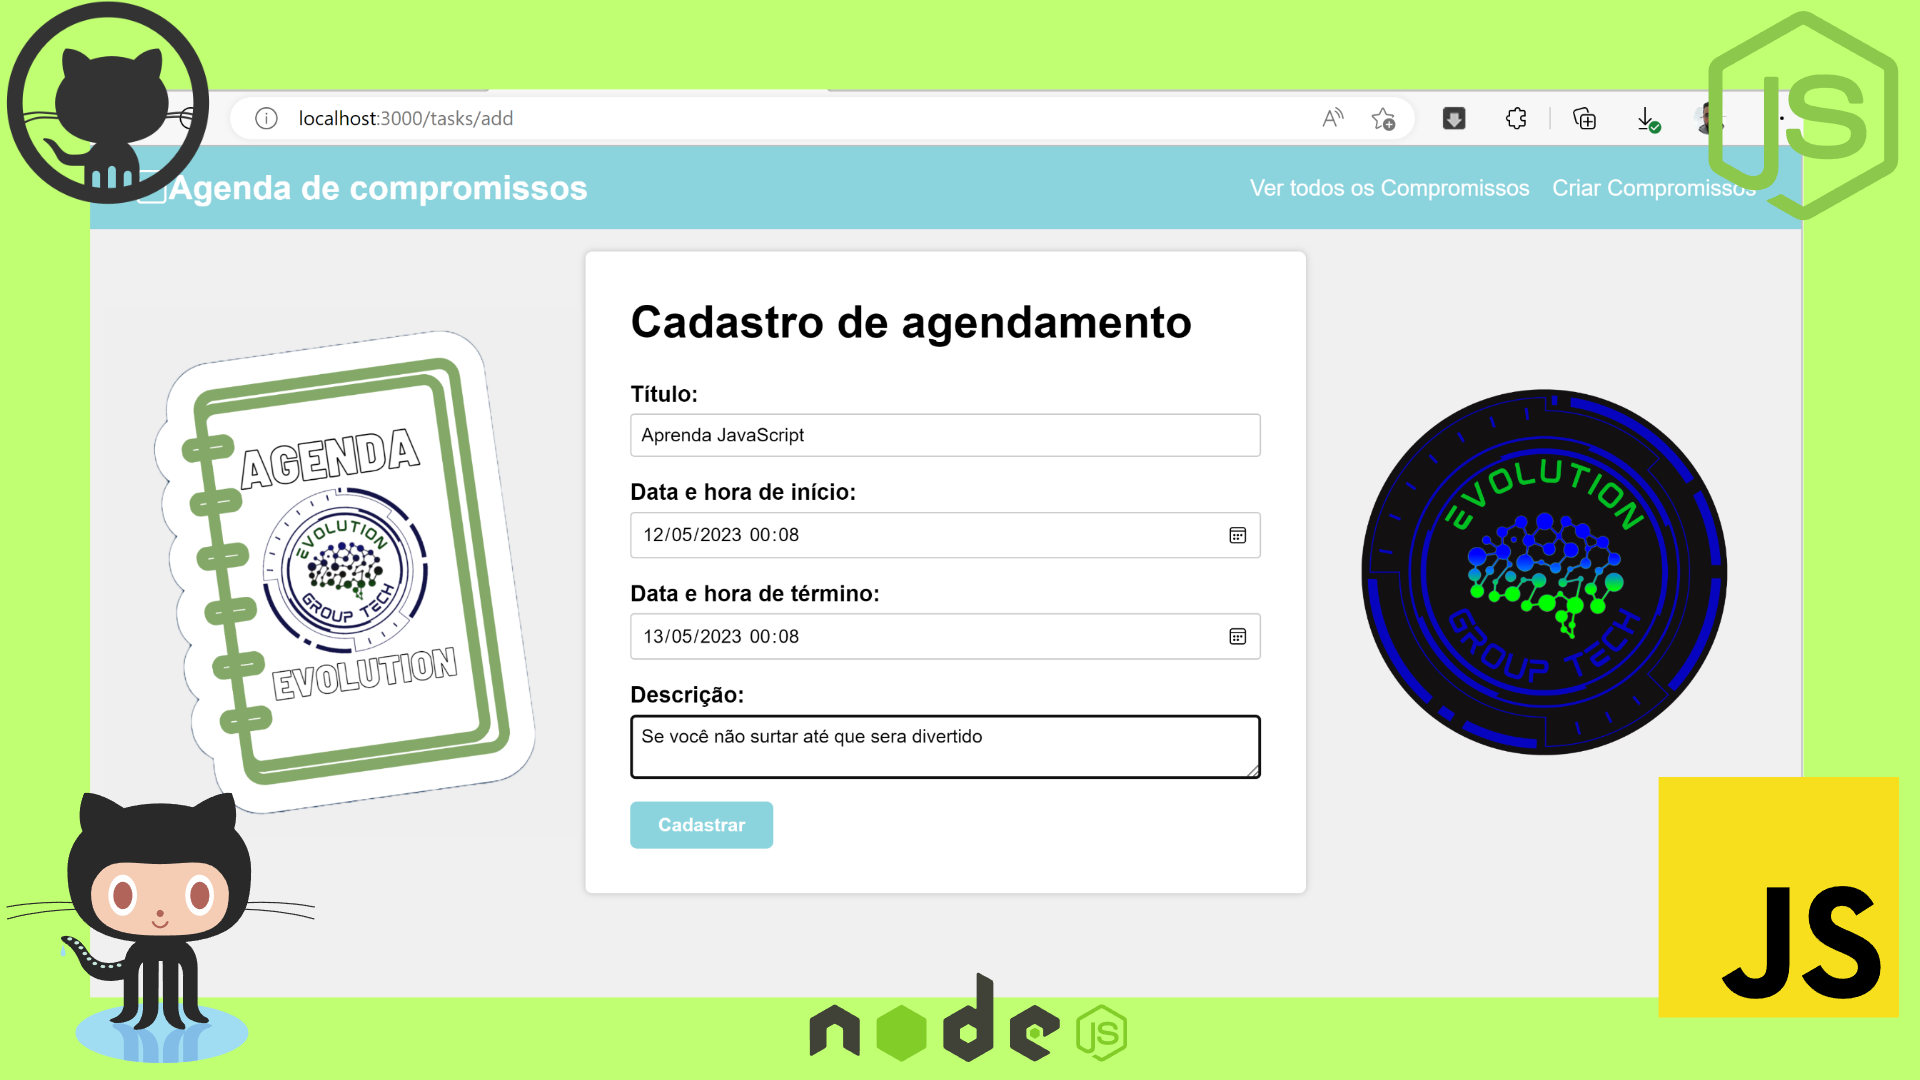 localhost:3000/tasks/add
JS
Agenda de compromissos
Ver todos os Compromissos
Criar Compromissos
Cadastro de agendamento
Título:
Aprenda JavaScript
Data e hora de início:
12/05/2023 00:08
Data e hora de término:
13/05/2023 00:08
Descrição:
Se você não surtar até que sera divertido
Cadastrar
AGENDA
EVOLUTION
GROUP TECH
EVOLUTION
EVOLUTION
GROUP TECH
JS
node
JS